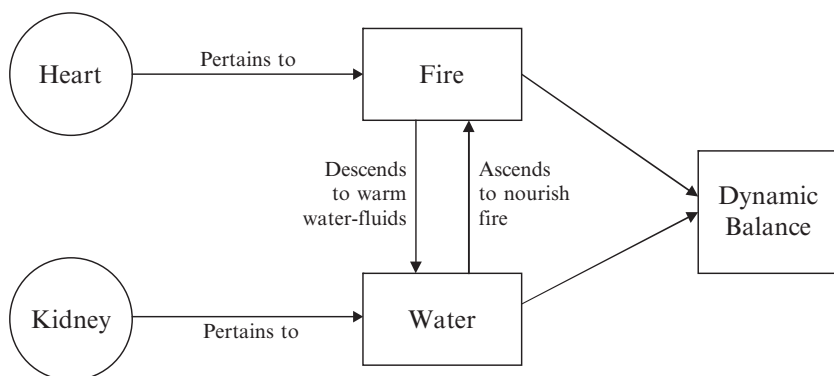 Heart
Pertains to
Fire
Descends
to warm
water-fluids
Ascends
to nourish
fire
Dynamic
Balance
Kidney
Pertains to
Water